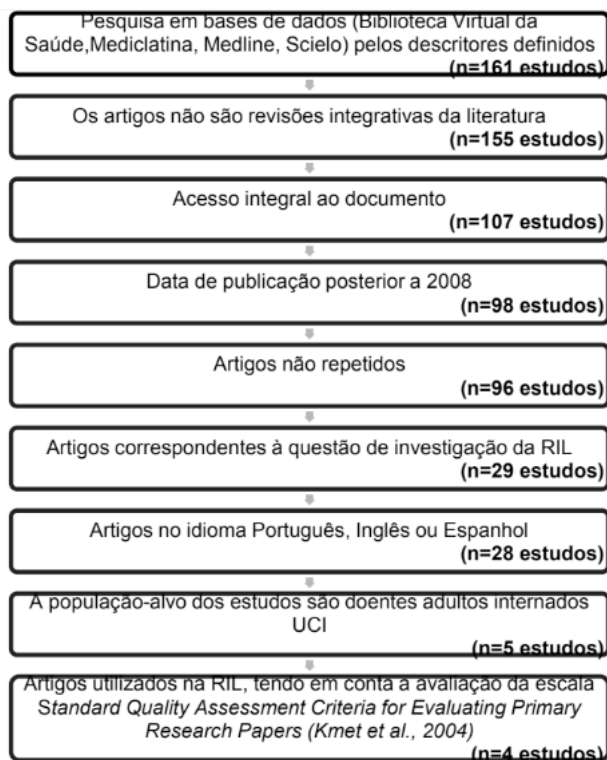 Pesquisa em bases de dados (Biblioteca Virtual da
Saúde,Mediclatina, Medline, Scielo) pelos descritores definidos
(n=161 estudos)
Os artigos não são revisões integrativas da literatura
(n=155 estudos)
Acesso integral ao documento
(n=107 estudos)
Data de publicação posterior a 2008
(n=98 estudos)
Artigos não repetidos
(n=96 estudos)
Artigos correspondentes à questão de investigação da RIL
(n=29 estudos)
Artigos no idioma Português, Inglês ou Espanhol
(n=28 estudos)
A população-alvo dos estudos são doentes adultos internados
UCI
(n=5 estudos)
Artigos utilizados na RIL, tendo em conta a avaliação da escala
Standard Quality Assessment Criteria for Evaluating Primary
Research Papers (Kmet et al., 2004)
(n=4 estudos)